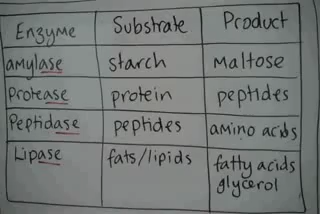 Enzyme Substrate Product
amylase starch Maltose
Protease protein peptides
Peptidase peptides amino acids
Lipase fats/lipids fatty acids
glycerol